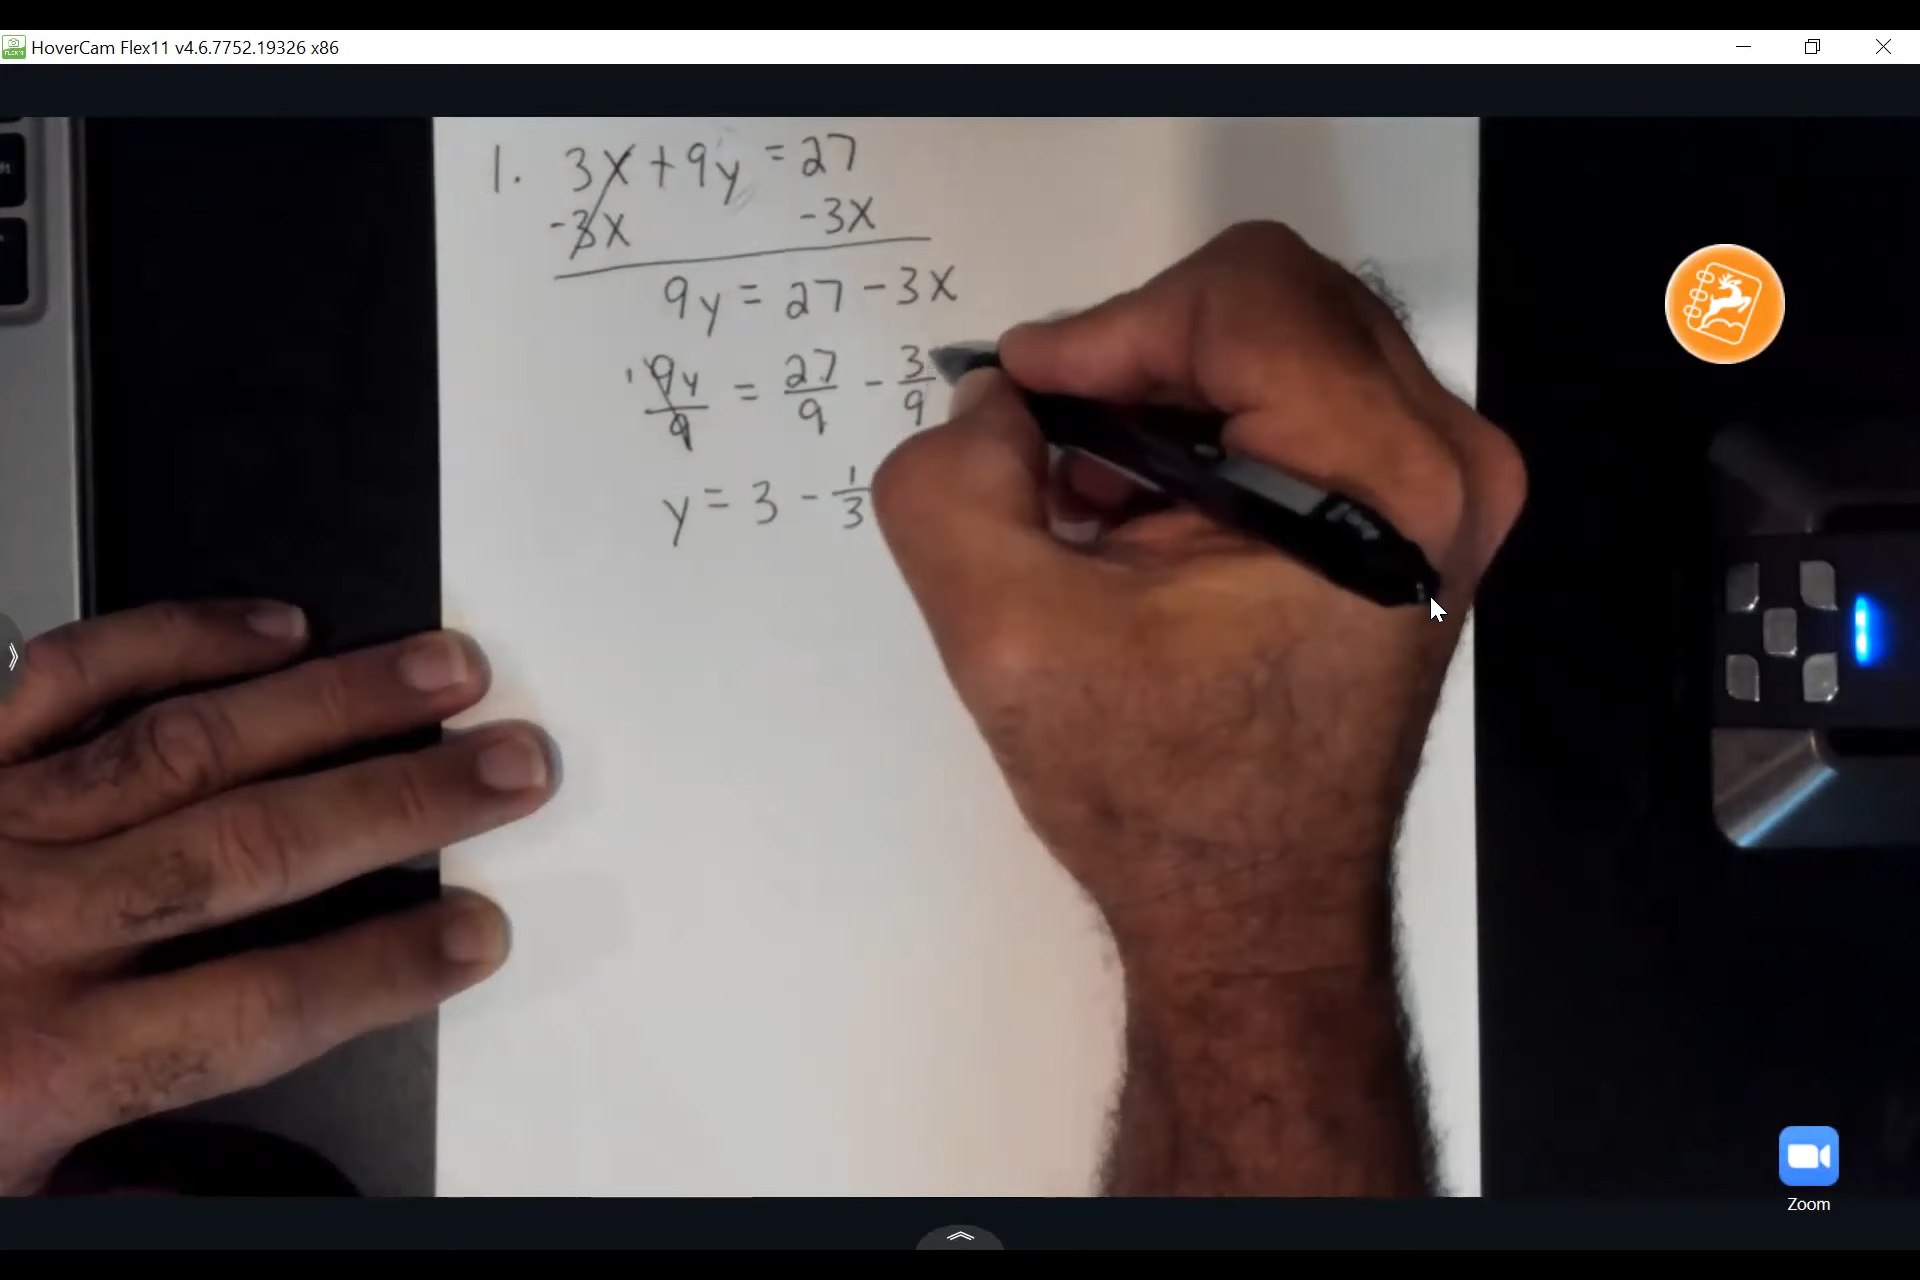 HoverCam Flex11 v4.6.7752.19326 x86
1. 3x + 9y = 27
-3x -3x
9y = 27 - 3x
1 9y/9 = 27/9 - 3/9
y = 3 - 1/3
Zoom